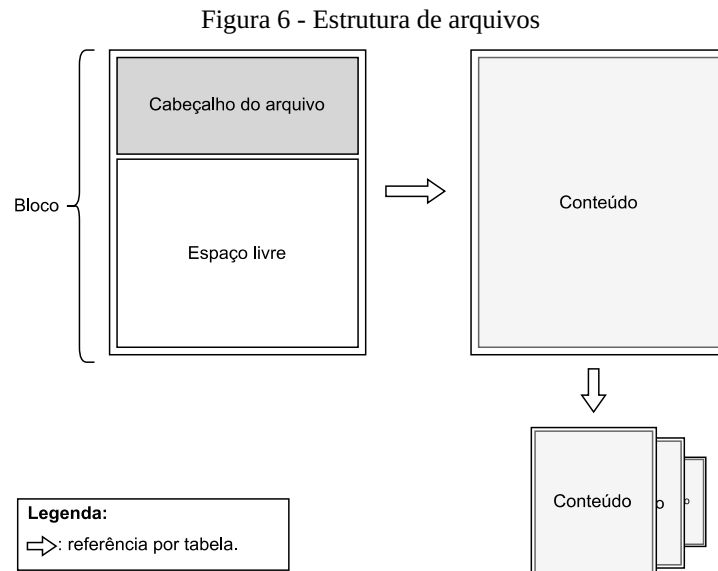 Figura 6 - Estrutura de arquivos
Cabeçalho do arquivo
Bloco
Espaço livre
Conteúdo
Conteúdo
o
o
Legenda:
: referência por tabela.